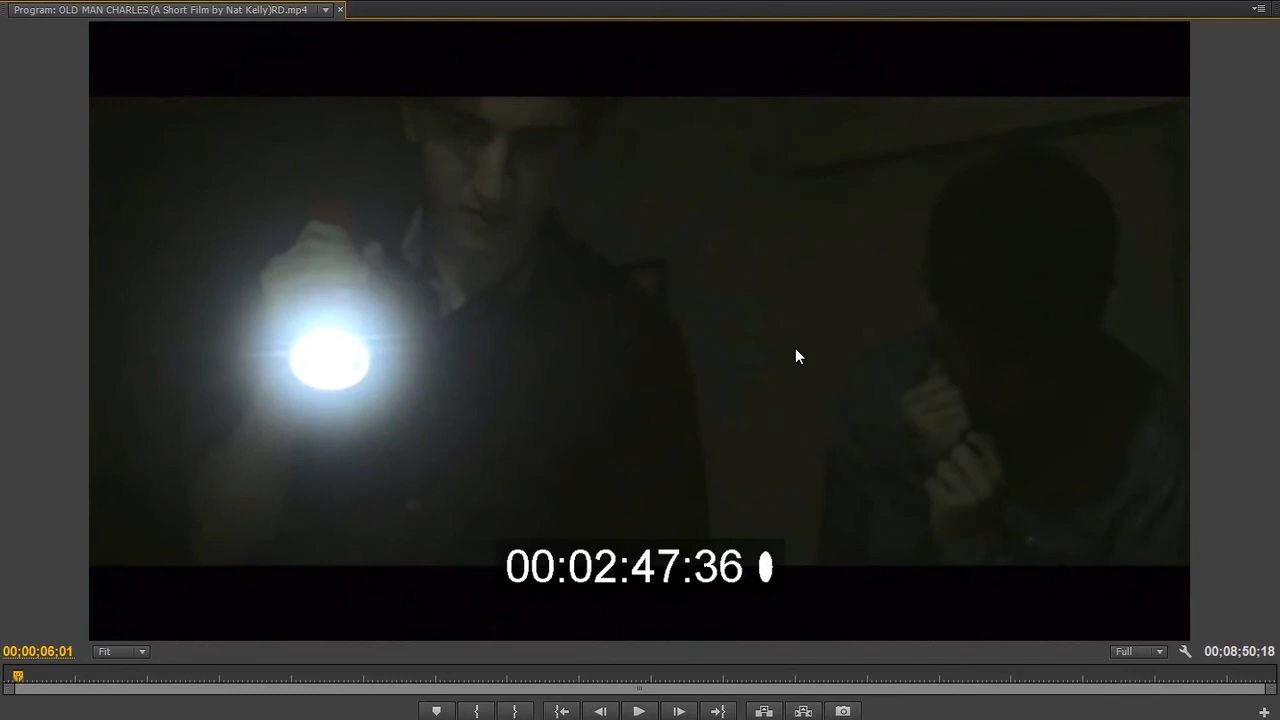 Program: OLD MAN CHARLES (A Short Film by Nat Kelly)RD.mp4
00:02:47:36
00;00;06;01
Fit
Full
00;08;50;18